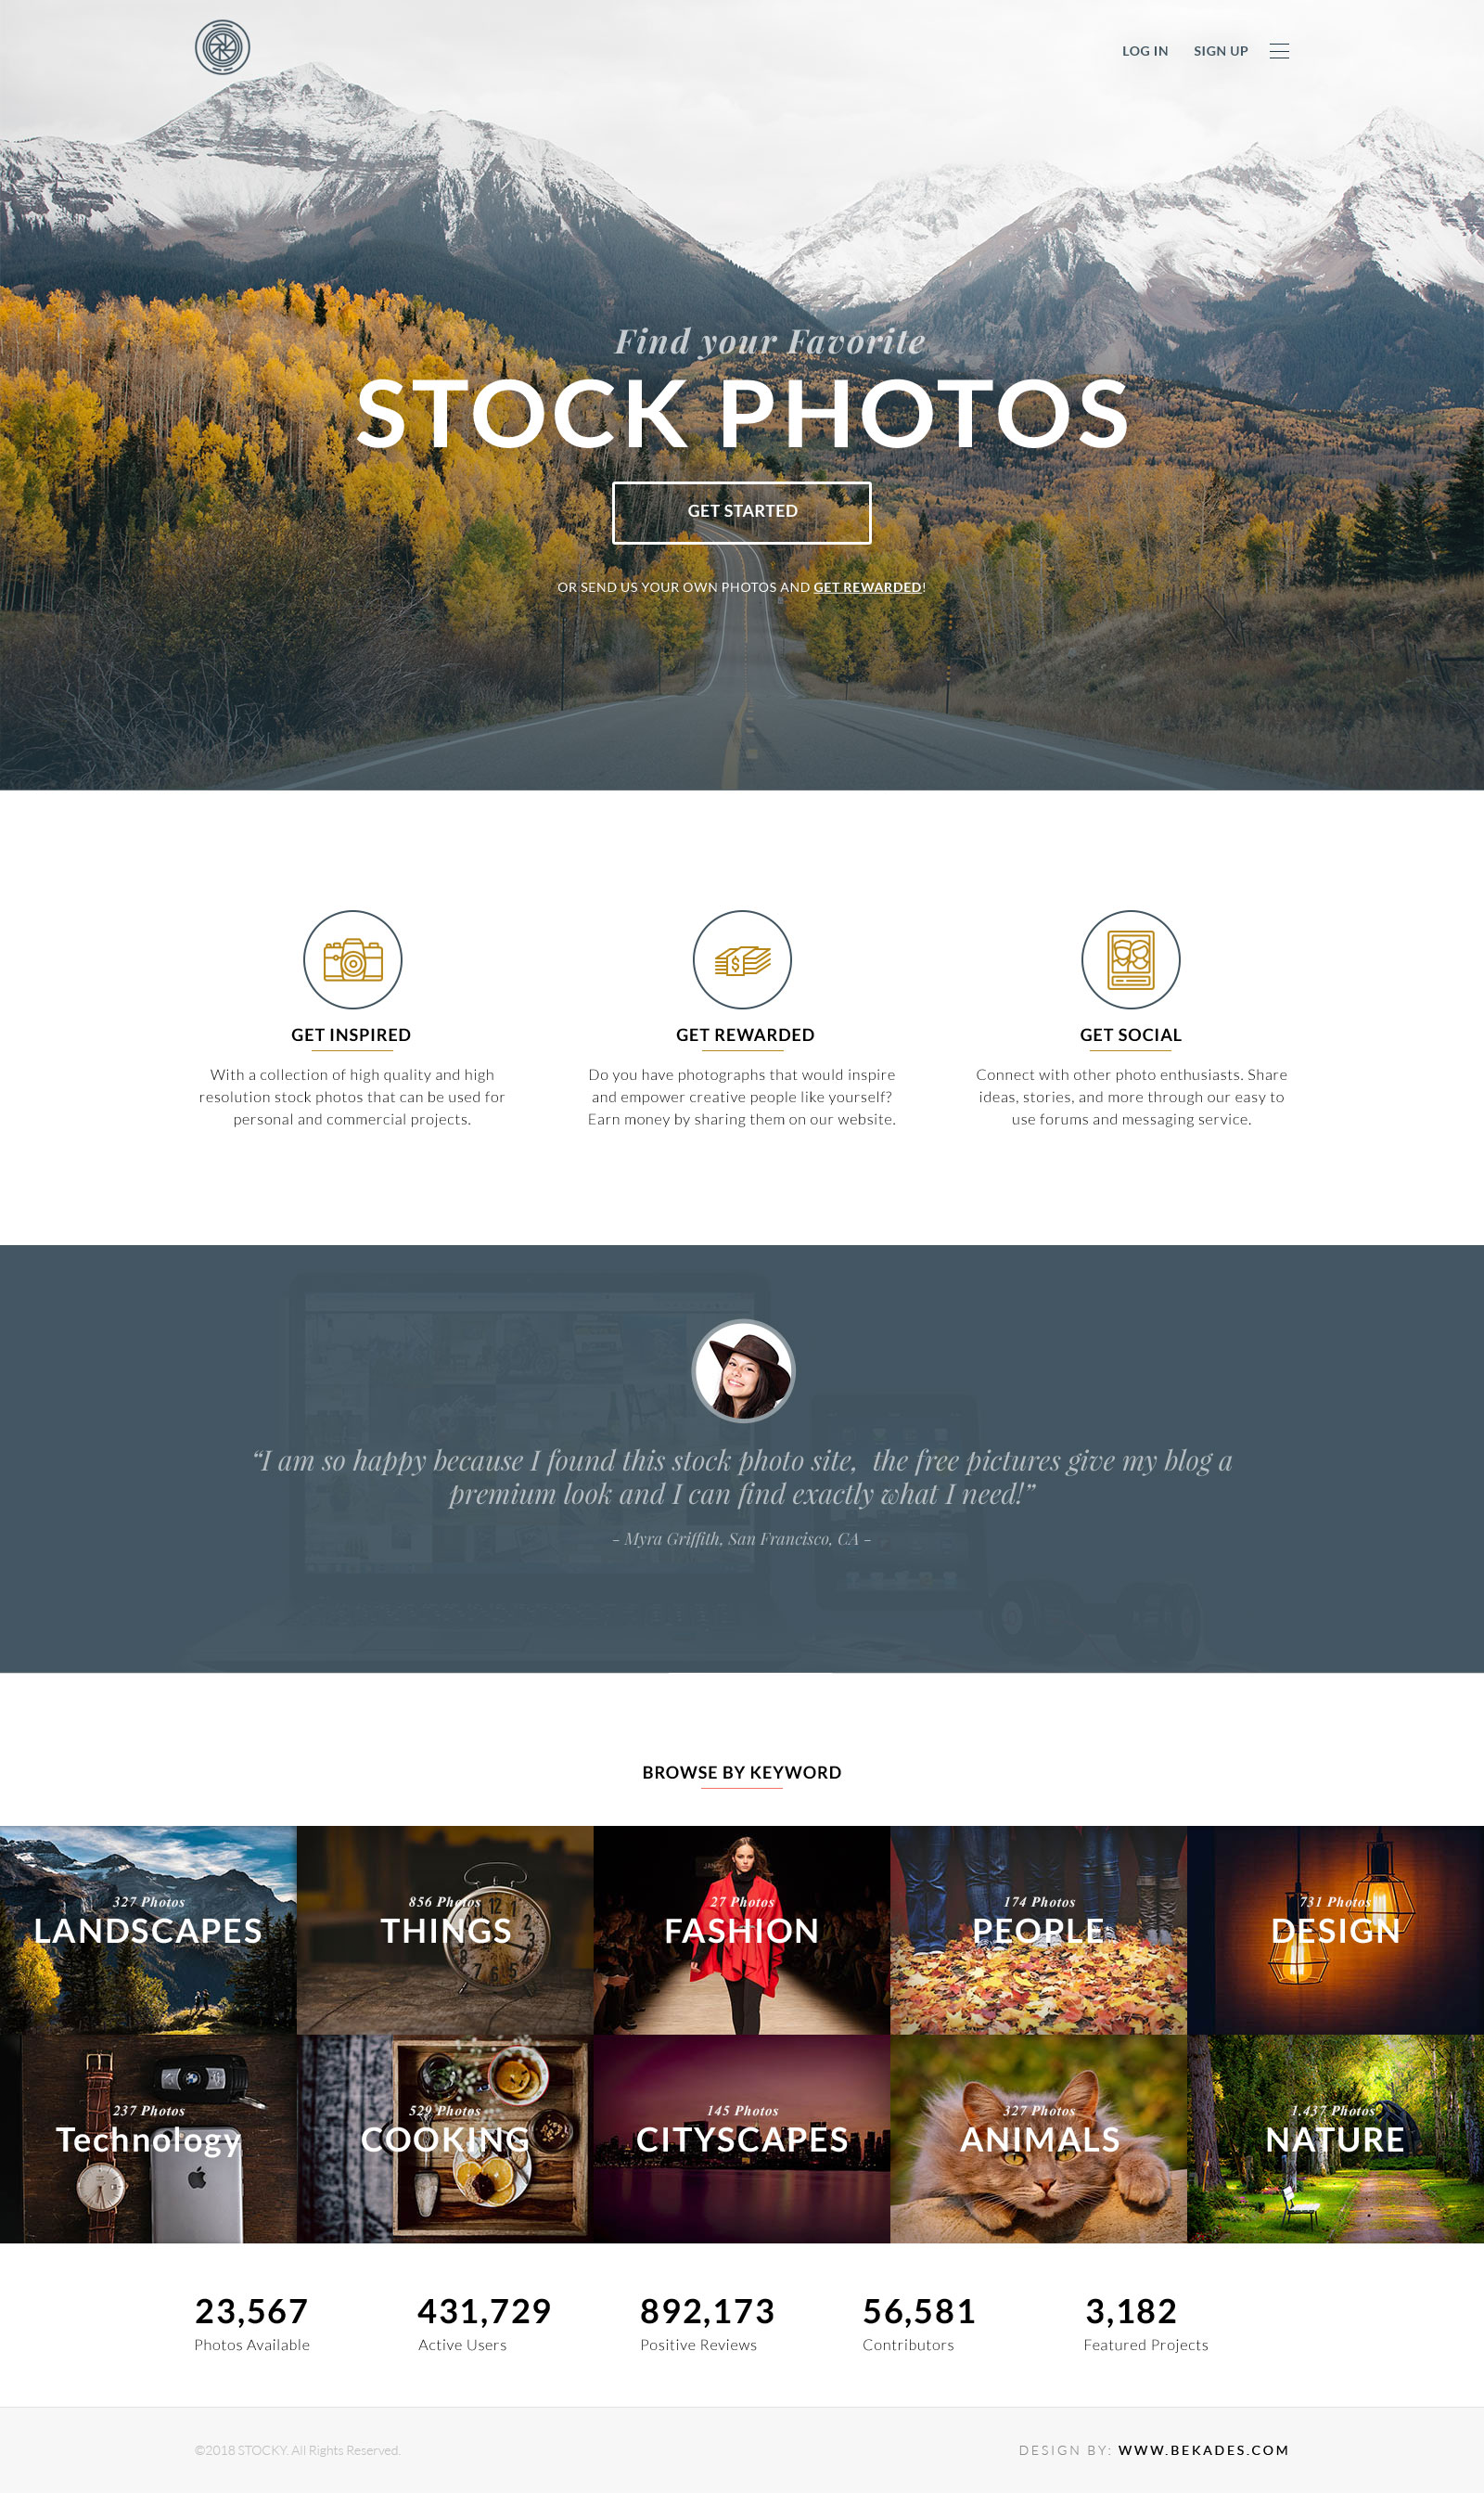 LOG IN SIGN UP
Find your Favorite
STOCK PHOTOS
GET STARTED
OR SEND US YOUR OWN PHOTOS AND GET REWARDED!
GET INSPIRED
With a collection of high quality and high
resolution stock photos that can be used for
personal and commercial projects.
GET REWARDED
Do you have photographs that would inspire
and empower creative people like yourself?
Earn money by sharing them on our website.
GET SOCIAL
Connect with other photo enthusiasts. Share
ideas, stories, and more through our easy to
use forums and messaging service.
“I am so happy because I found this stock photo site, the free pictures give my blog a
premium look and I can find exactly what I need!”
- Myra Griffith, San Francisco, CA -
BROWSE BY KEYWORD
327 Photos
LANDSCAPES
856 Photos
THINGS
27 Photos
FASHION
174 Photos
PEOPLE
731 Photos
DESIGN
237 Photos
Technology
529 Photos
COOKING
145 Photos
CITYSCAPES
327 Photos
ANIMALS
1.437 Photos
NATURE
23,567
Photos Available
431,729
Active Users
892,173
Positive Reviews
56,581
Contributors
3,182
Featured Projects
©2018 STOCKY. All Rights Reserved.
DESIGN BY: WWW.BEKADES.COM